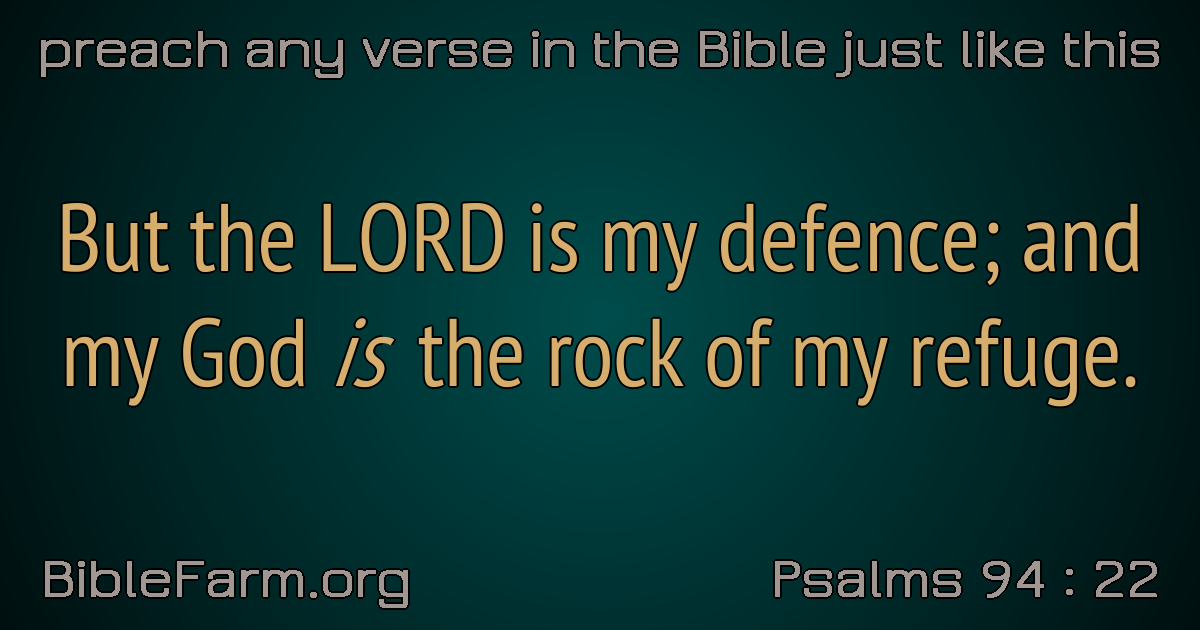 preach any verse in the Bible just like this
But the LORD is my defence; and
my God is the rock of my refuge.
BibleFarm.org
Psalms 94 : 22